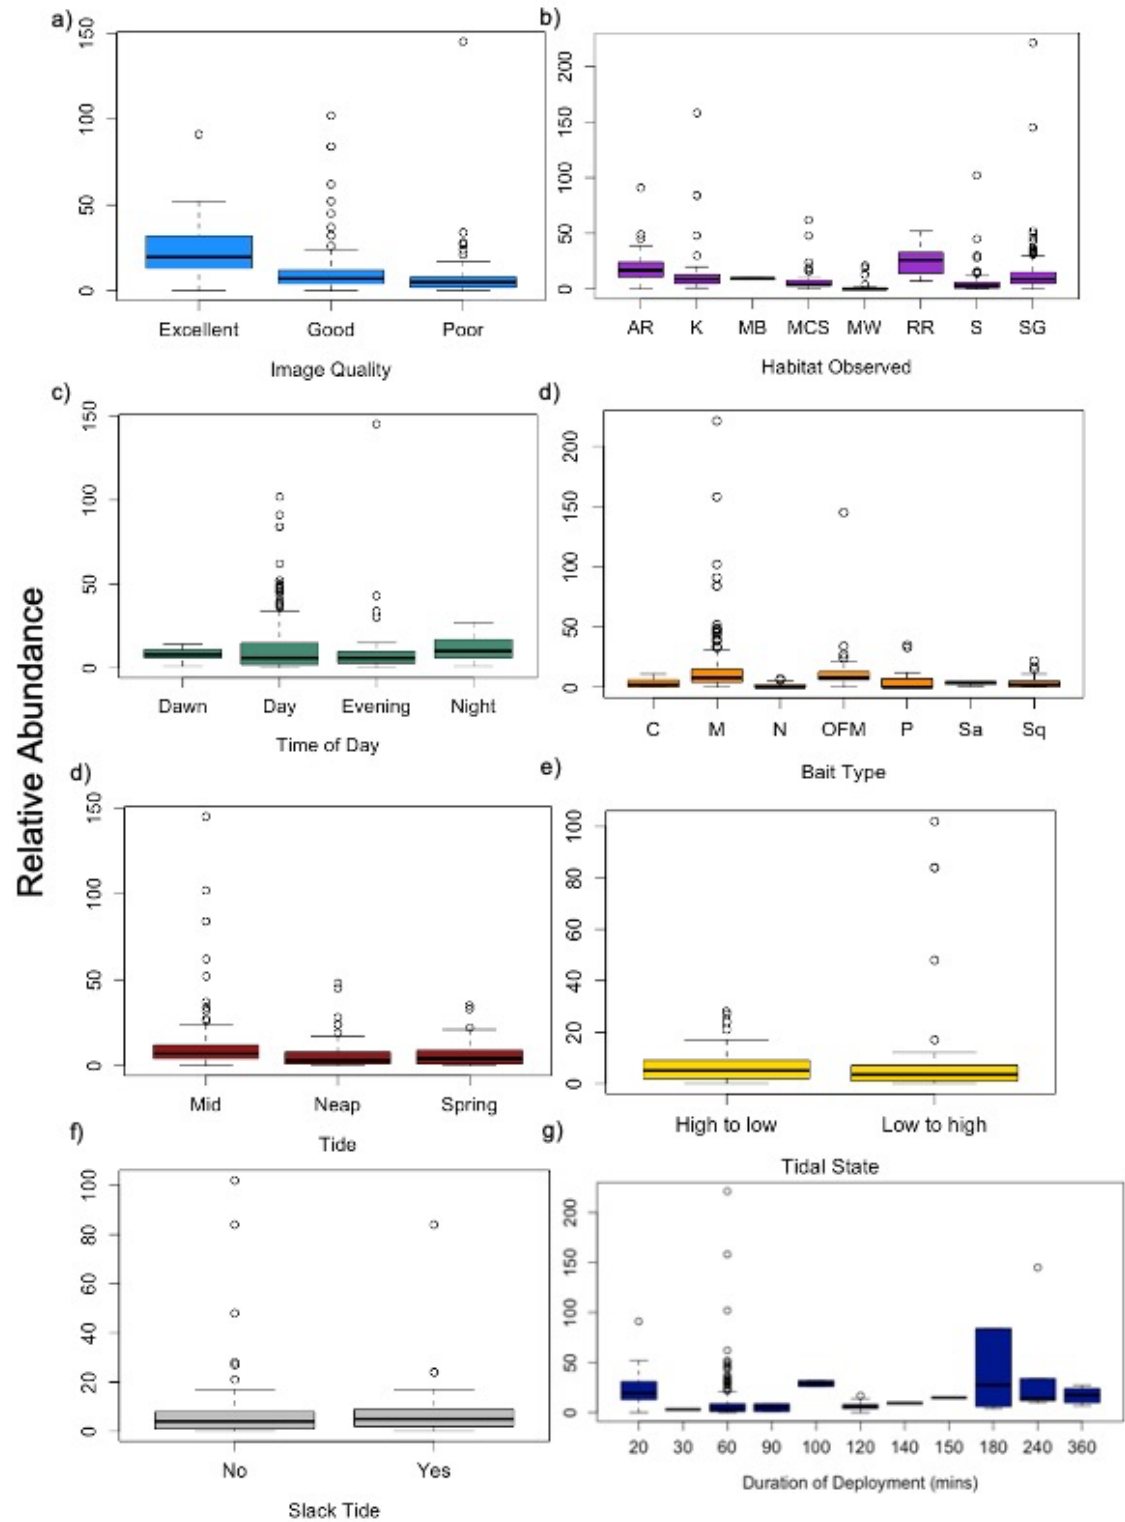 a)
150
100
50
0
Excellent Good Poor
Image Quality
b)
200
150
100
50
0
AR K MB MCS MW RR S SG
Habitat Observed
c)
150
100
50
0
Dawn Day Evening Night
Time of Day
d)
200
150
100
50
0
C M N OFM P Sa Sq
Bait Type
Relative Abundance
d)
150
100
50
0
Mid Neap Spring
Tide
e)
100
80
60
40
20
0
High to low Low to high
Tidal State
f)
100
80
60
40
20
0
No Yes
Slack Tide
g)
200
150
100
50
0
20 30 60 90 100 120 140 150 180 240 360
Duration of Deployment (mins)